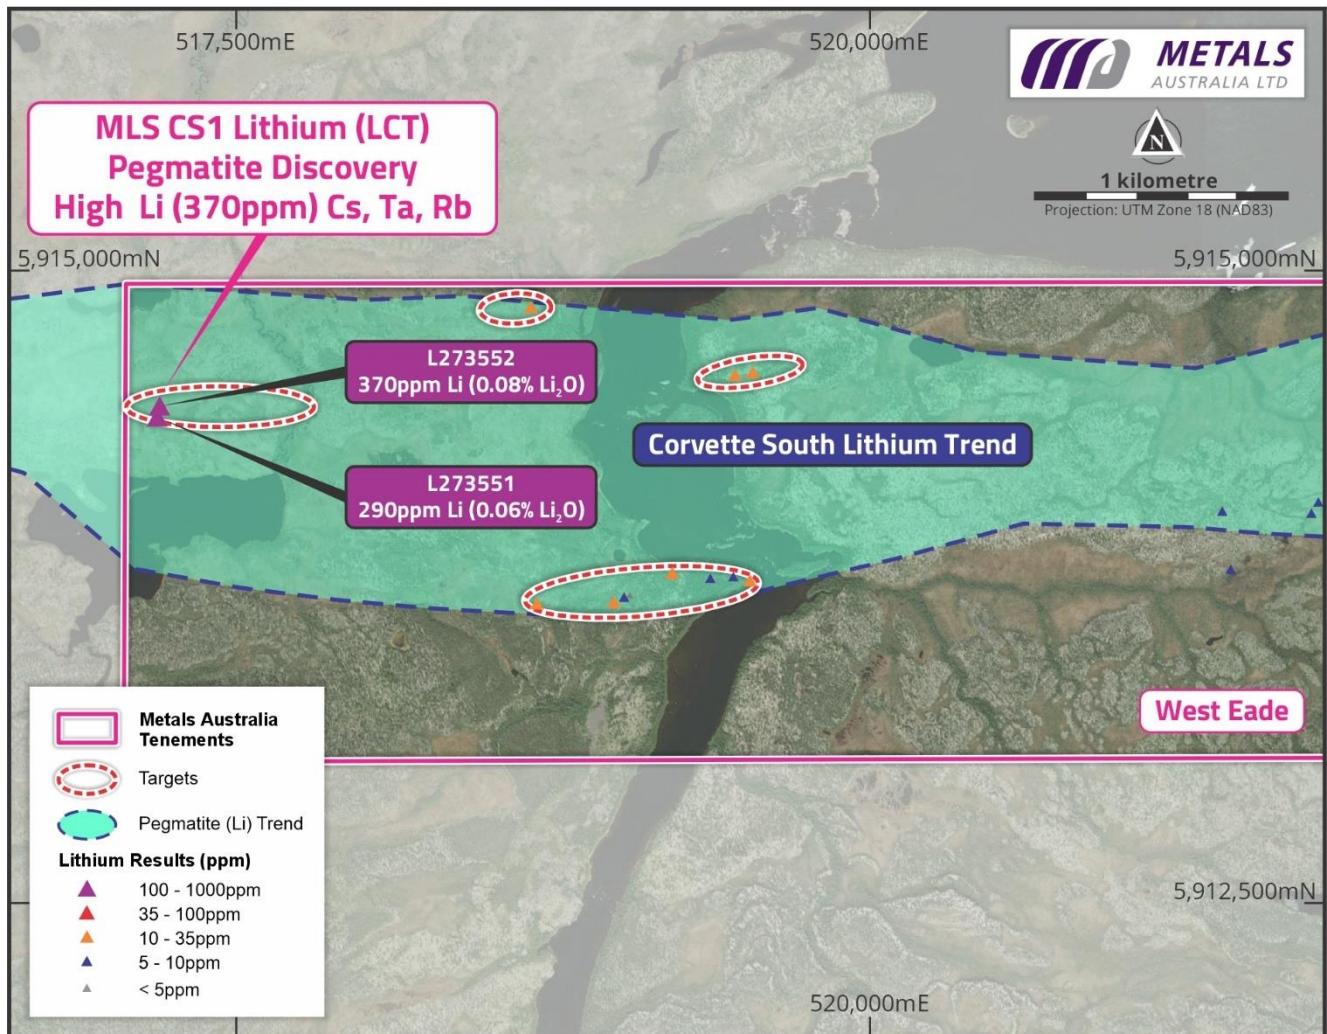 517,500mE
520,000mE
METALS
AUSTRALIA LTD
MLS CS1 Lithium (LCT)
Pegmatite Discovery
High Li (370ppm) Cs, Ta, Rb
N
1 kilometre
Projection: UTM Zone 18 (NAD83)
5,915,000mN
5,915,000mN
L273552
370ppm Li (0.08% Li₂O)
Corvette South Lithium Trend
L273551
290ppm Li (0.06% Li₂O)
West Eade
Metals Australia
Tenements
Targets
Pegmatite (Li) Trend
Lithium Results (ppm)
100 - 1000ppm
35 - 100ppm
10 - 35ppm
5 - 10ppm
< 5ppm
5,912,500mN
520,000mE